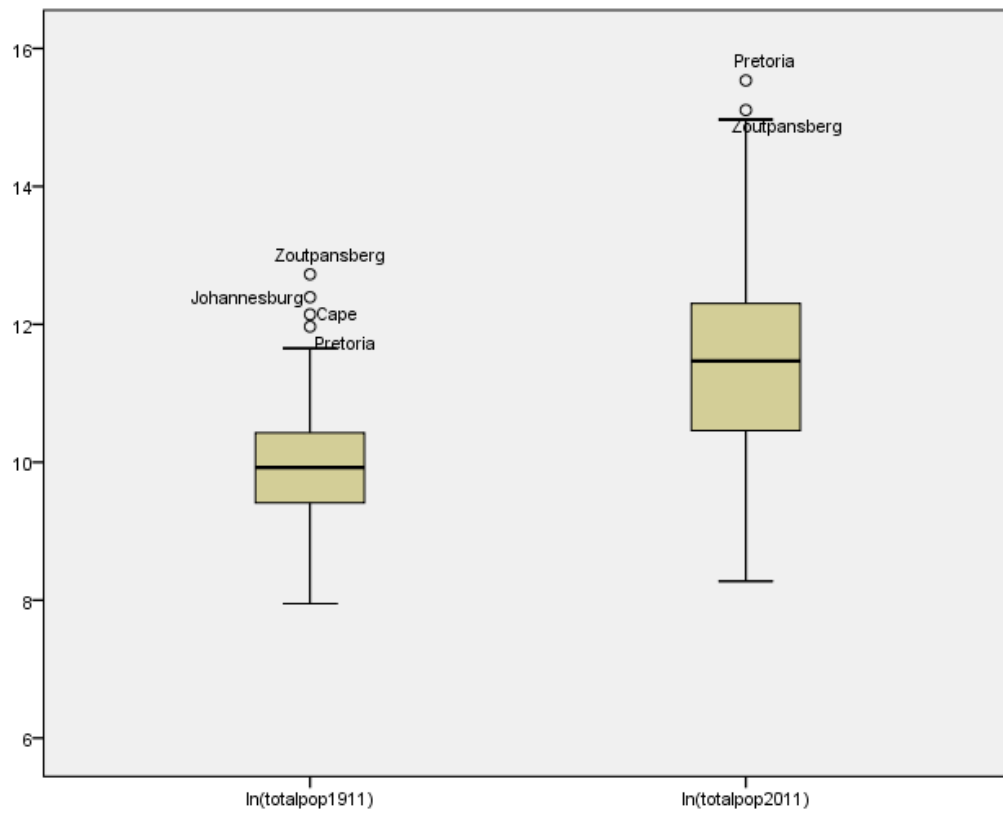 16
14
12
10
8
6
Pretoria
Zoutpansberg
Zoutpansberg
Johannesburg
Cape
Pretoria
ln(totalpop1911)
ln(totalpop2011)